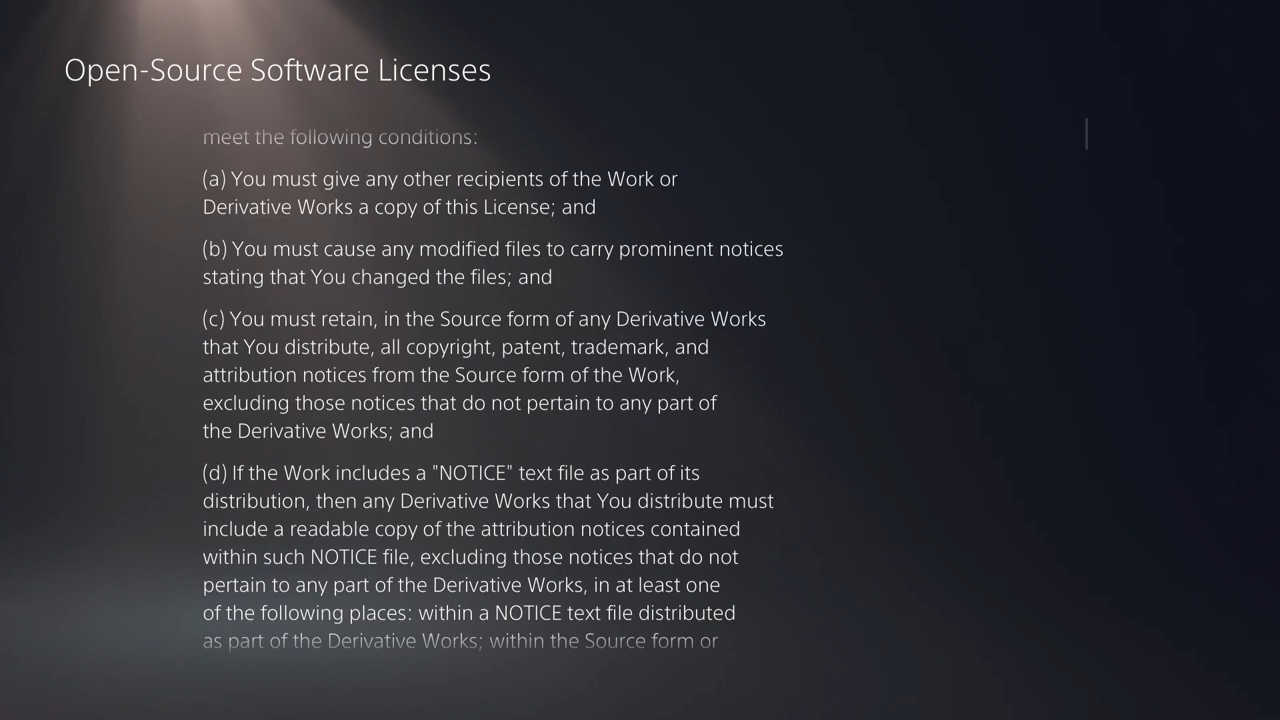 Open-Source Software Licenses
meet the following conditions:
(a) You must give any other recipients of the Work or
Derivative Works a copy of this License; and
(b) You must cause any modified files to carry prominent notices
stating that You changed the files; and
(c) You must retain, in the Source form of any Derivative Works
that You distribute, all copyright, patent, trademark, and
attribution notices from the Source form of the Work,
excluding those notices that do not pertain to any part of
the Derivative Works; and
(d) If the Work includes a "NOTICE" text file as part of its
distribution, then any Derivative Works that You distribute must
include a readable copy of the attribution notices contained
within such NOTICE file, excluding those notices that do not
pertain to any part of the Derivative Works, in at least one
of the following places: within a NOTICE text file distributed
as part of the Derivative Works; within the Source form or